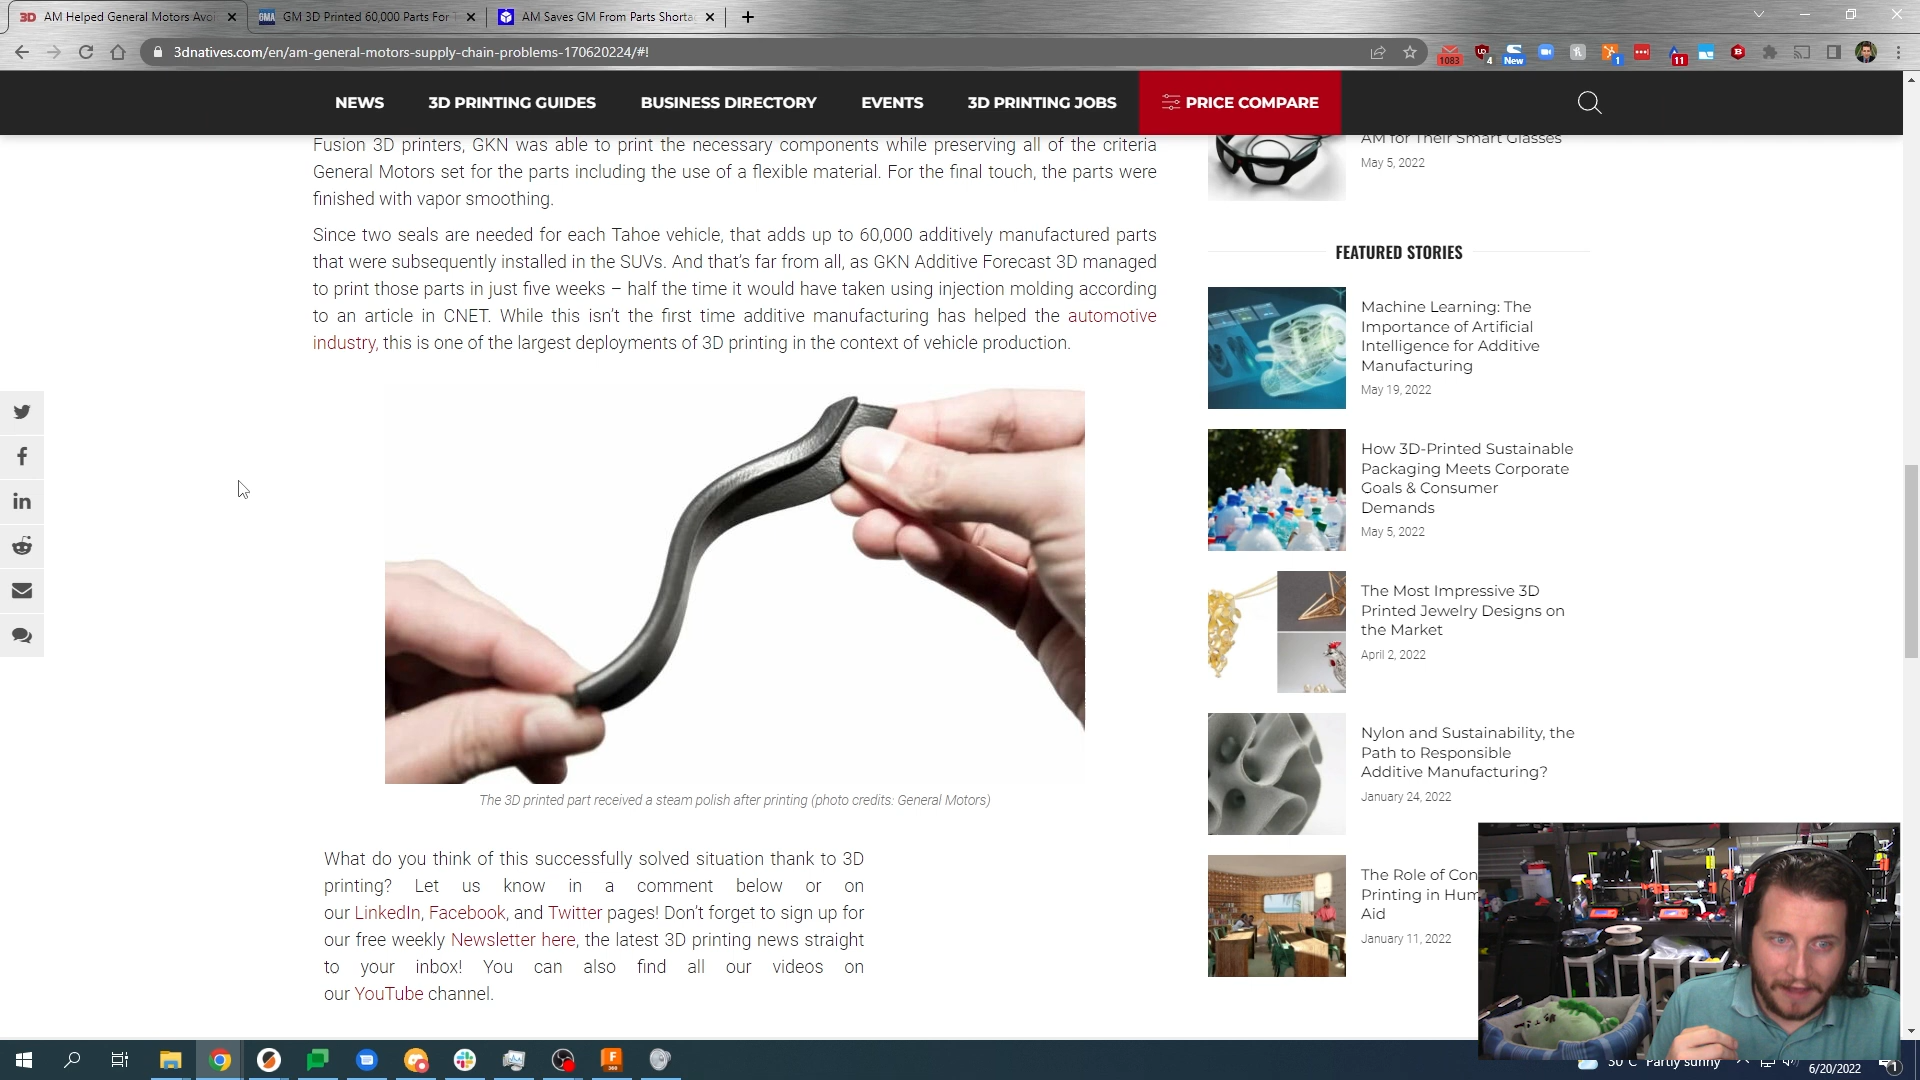 AM Helped General Motors Avoi
GM 3D Printed 60,000 Parts For T
AM Saves GM From Parts Shorta
3dnatives.com/en/am-general-motors-supply-chain-problems-170620224/#!
1083
4
New
1
11
NEWS
3D PRINTING GUIDES
BUSINESS DIRECTORY
EVENTS
3D PRINTING JOBS
PRICE COMPARE
Fusion 3D printers, GKN was able to print the necessary components while preserving all of the criteria
General Motors set for the parts including the use of a flexible material. For the final touch, the parts were
finished with vapor smoothing.
Since two seals are needed for each Tahoe vehicle, that adds up to 60,000 additively manufactured parts
that were subsequently installed in the SUVs. And that's far from all, as GKN Additive Forecast 3D managed
to print those parts in just five weeks – half the time it would have taken using injection molding according
to an article in CNET. While this isn't the first time additive manufacturing has helped the automotive
industry, this is one of the largest deployments of 3D printing in the context of vehicle production.
The 3D printed part received a steam polish after printing (photo credits: General Motors)
What do you think of this successfully solved situation thank to 3D
printing? Let us know in a comment below or on
our LinkedIn, Facebook, and Twitter pages! Don't forget to sign up for
our free weekly Newsletter here, the latest 3D printing news straight
to your inbox! You can also find all our videos on
our YouTube channel.
AM for Their Smart Glasses
May 5, 2022
FEATURED STORIES
Machine Learning: The
Importance of Artificial
Intelligence for Additive
Manufacturing
May 19, 2022
How 3D-Printed Sustainable
Packaging Meets Corporate
Goals & Consumer
Demands
May 5, 2022
The Most Impressive 3D
Printed Jewelry Designs on
the Market
April 2, 2022
Nylon and Sustainability, the
Path to Responsible
Additive Manufacturing?
January 24, 2022
The Role of Con
Printing in Hum
Aid
January 11, 2022
30°C Partly sunny
6/20/2022
1